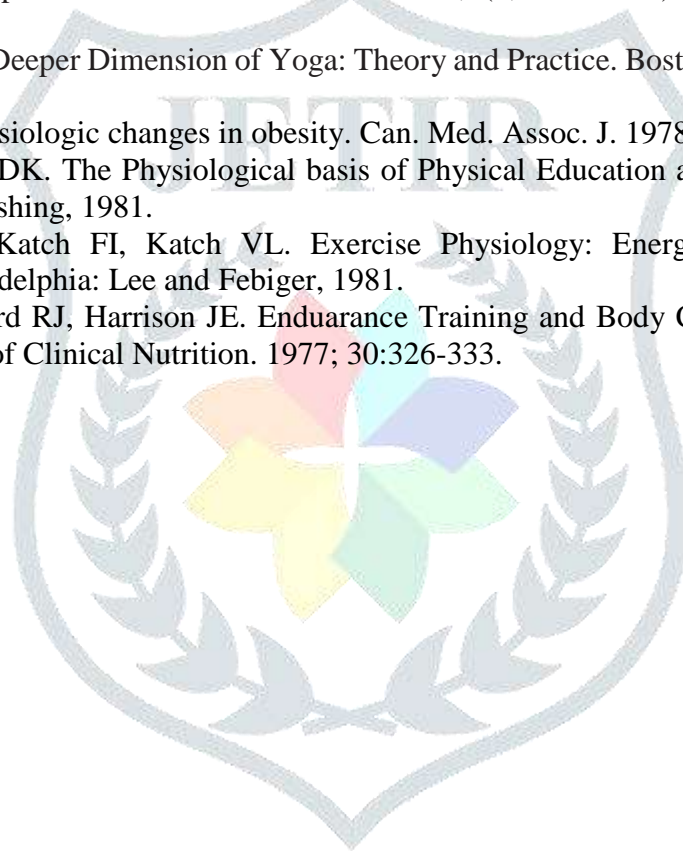 Deeper Dimension of Yoga: Theory and Practice. Bost
JETIR
siologic changes in obesity. Can. Med. Assoc. J. 1978
DK. The Physiological basis of Physical Education a
shing, 1981.
Katch FI, Katch VL. Exercise Physiology: Energ
delphia: Lee and Febiger, 1981.
rd RJ, Harrison JE. Enduarance Training and Body C
of Clinical Nutrition. 1977; 30:326-333.